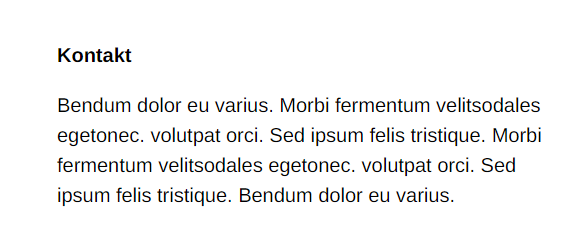 Kontakt
Bendum dolor eu varius. Morbi fermentum velitsodales
egetonec. volutpat orci. Sed ipsum felis tristique. Morbi
fermentum velitsodales egetonec. volutpat orci. Sed
ipsum felis tristique. Bendum dolor eu varius.